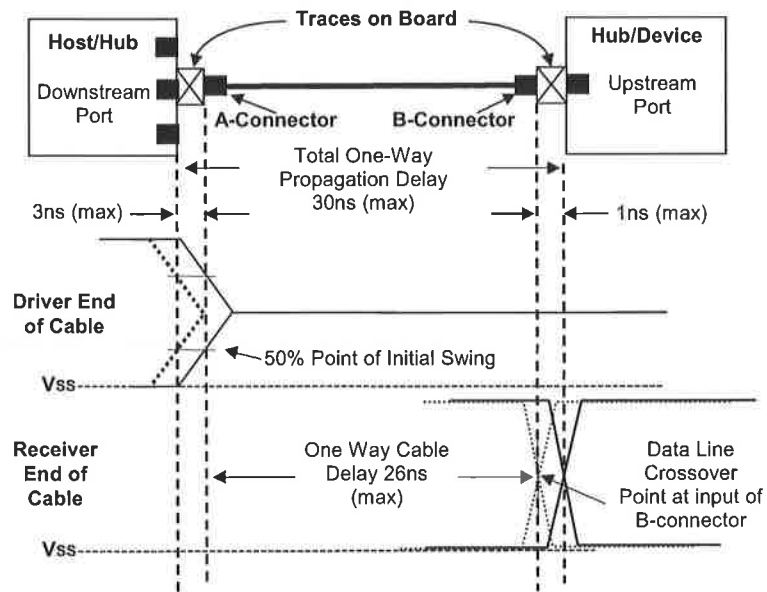 Traces on Board
Host/Hub
Hub/Device
Downstream
Port
Upstream
Port
A-Connector
B-Connector
Total One-Way
Propagation Delay
30ns (max)
3ns (max)
1ns (max)
Driver End
of Cable
50% Point of Initial Swing
VSS
Receiver
End of
Cable
One Way Cable
Delay 26ns
(max)
Data Line
Crossover
Point at input of
B-connector
VSS